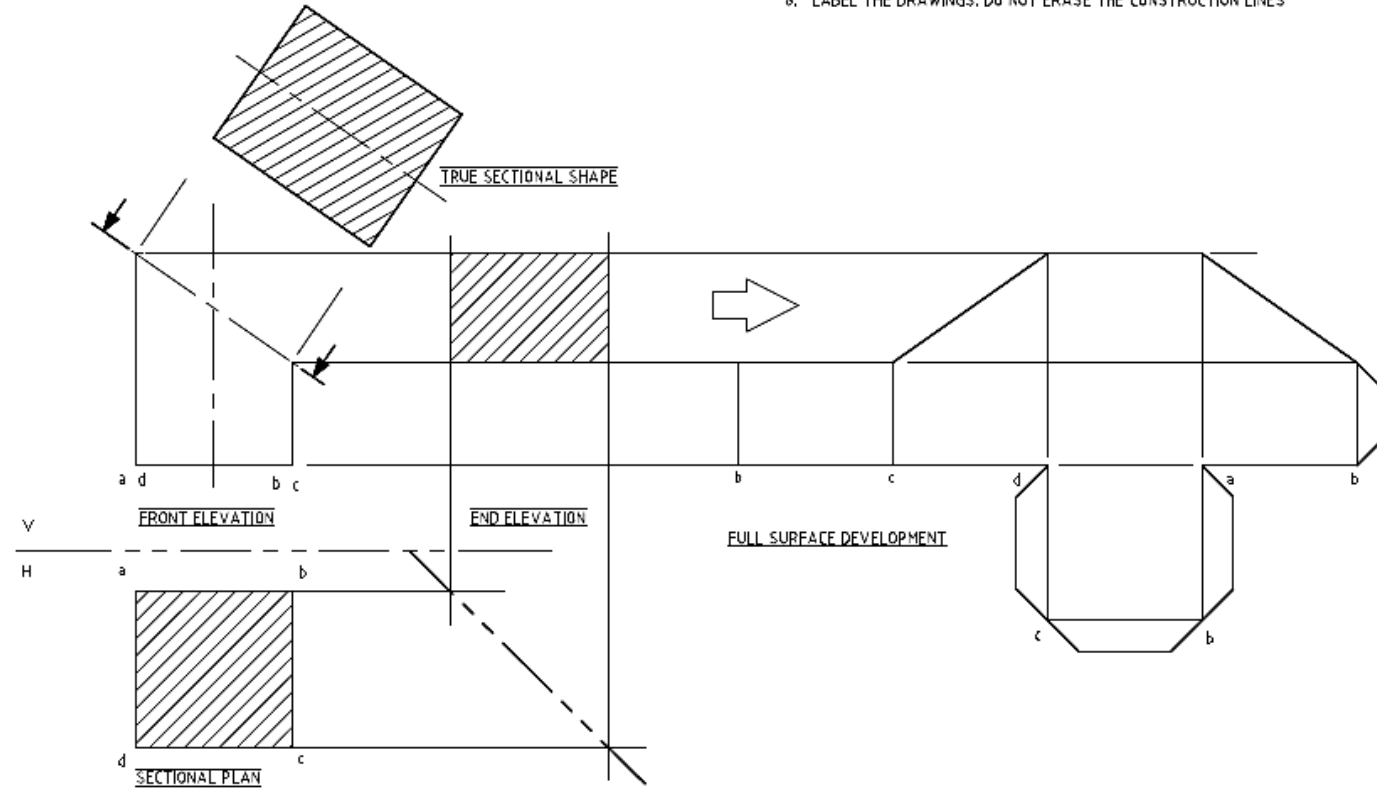 6. LABEL THE DRAWINGS. DO NOT ERASE THE CONSTRUCTION LINES
TRUE SECTIONAL SHAPE
a d b c
b c d a b
FRONT ELEVATION
END ELEVATION
FULL SURFACE DEVELOPMENT
V
H
a b
c b
d c
SECTIONAL PLAN